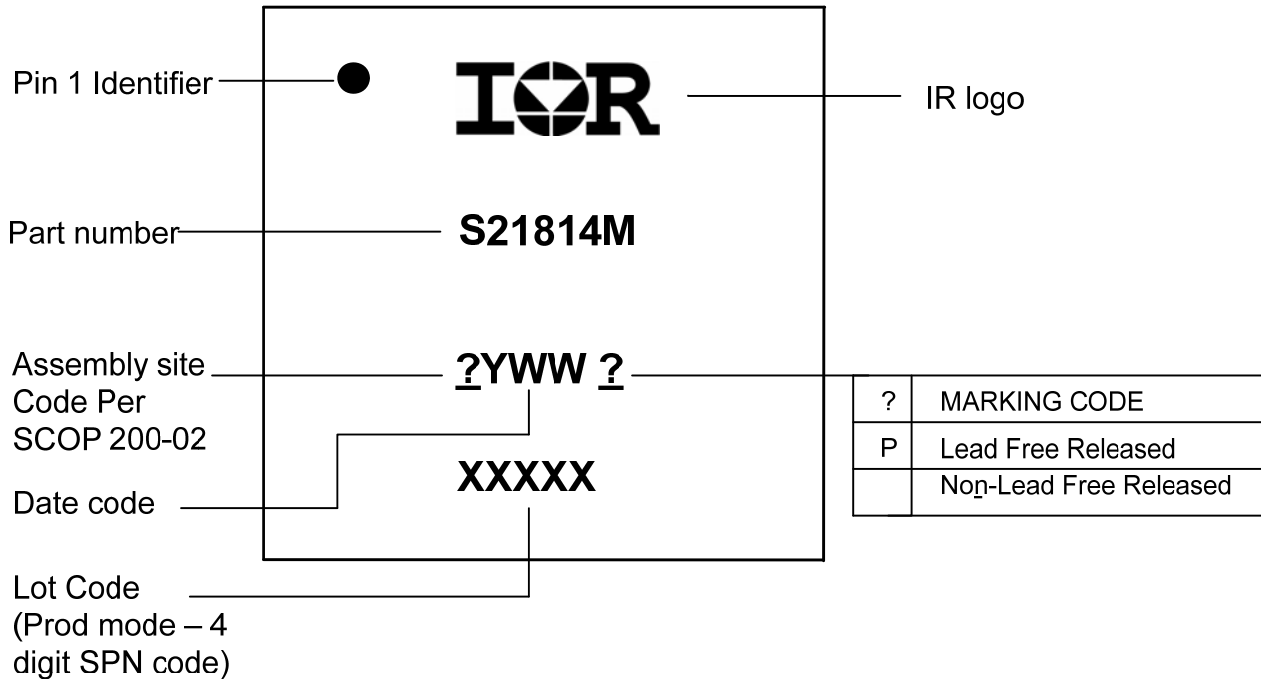 Pin 1 Identifier
IOR
IR logo
Part number
S21814M
Assembly site
Code Per
SCOP 200-02
?YWW ?
? MARKING CODE
P Lead Free Released
Non-Lead Free Released
Date code
XXXXX
Lot Code
(Prod mode – 4
digit SPN code)